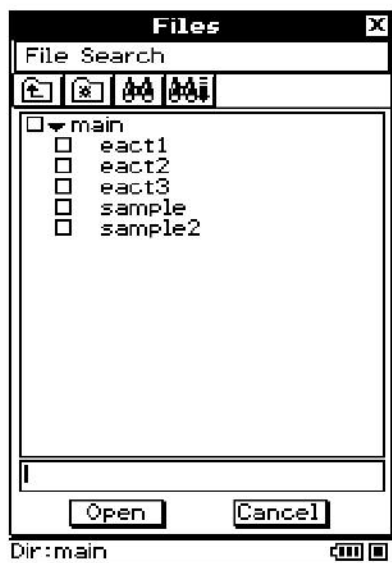 Files
File Search
main
eact1
eact2
eact3
sample
sample2
Open Cancel
Dir:main